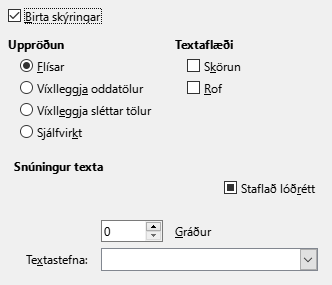 Birta skýringar
Uppröðun Textaflæði
Flísar Skörun
Víxlleggja oddatölur Rof
Víxlleggja sléttar tölur
Sjálfvirkt
Snúningur texta
Staflað lóðrétt
0 Gráður
Textastefna: